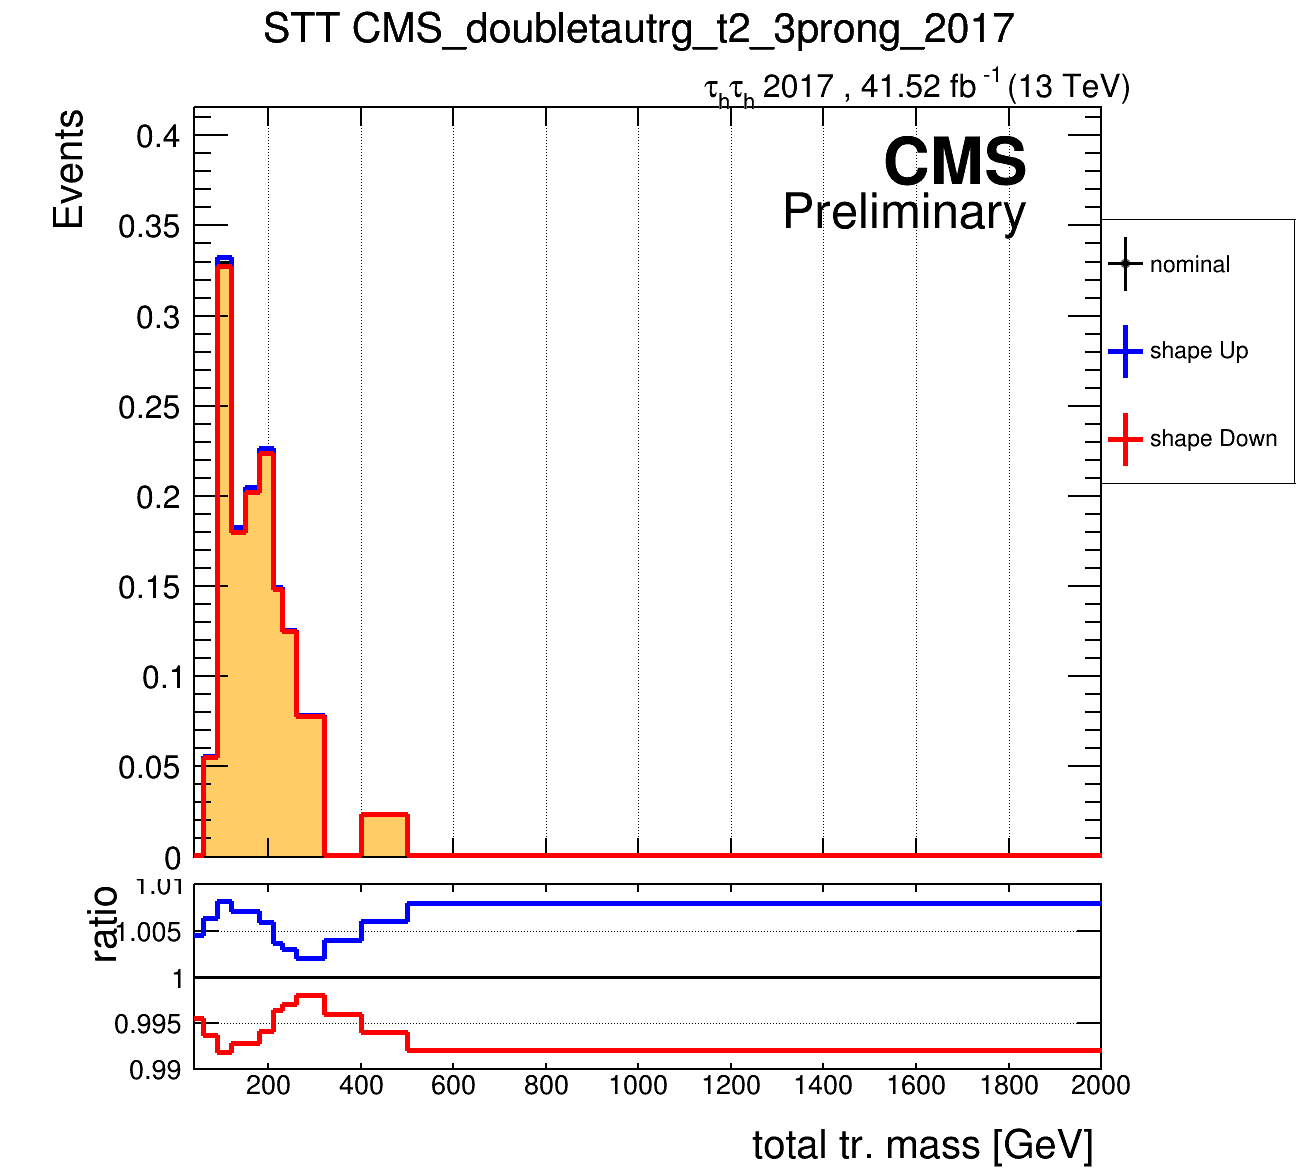 STT CMS_doubletautrg_t2_3prong_2017
τhτh 2017 , 41.52 fb-1 (13 TeV)
Events
CMS
Preliminary
0.4
0.35
0.3
0.25
0.2
0.15
0.1
0.05
0
nominal
shape Up
shape Down
ratio
1.01
1.005
1
0.995
0.99
200 400 600 800 1000 1200 1400 1600 1800 2000
total tr. mass [GeV]